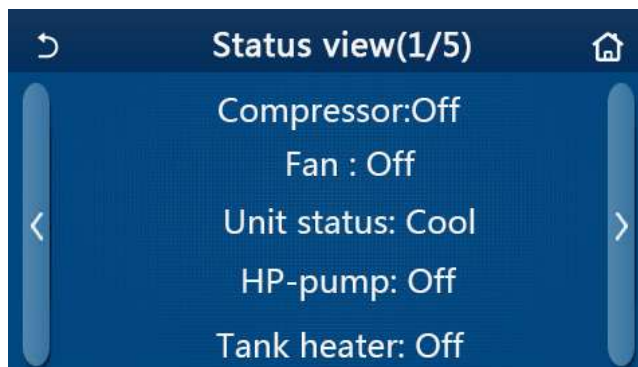 Status view(1/5)
Compressor:Off
Fan : Off
Unit status: Cool
HP-pump: Off
Tank heater: Off